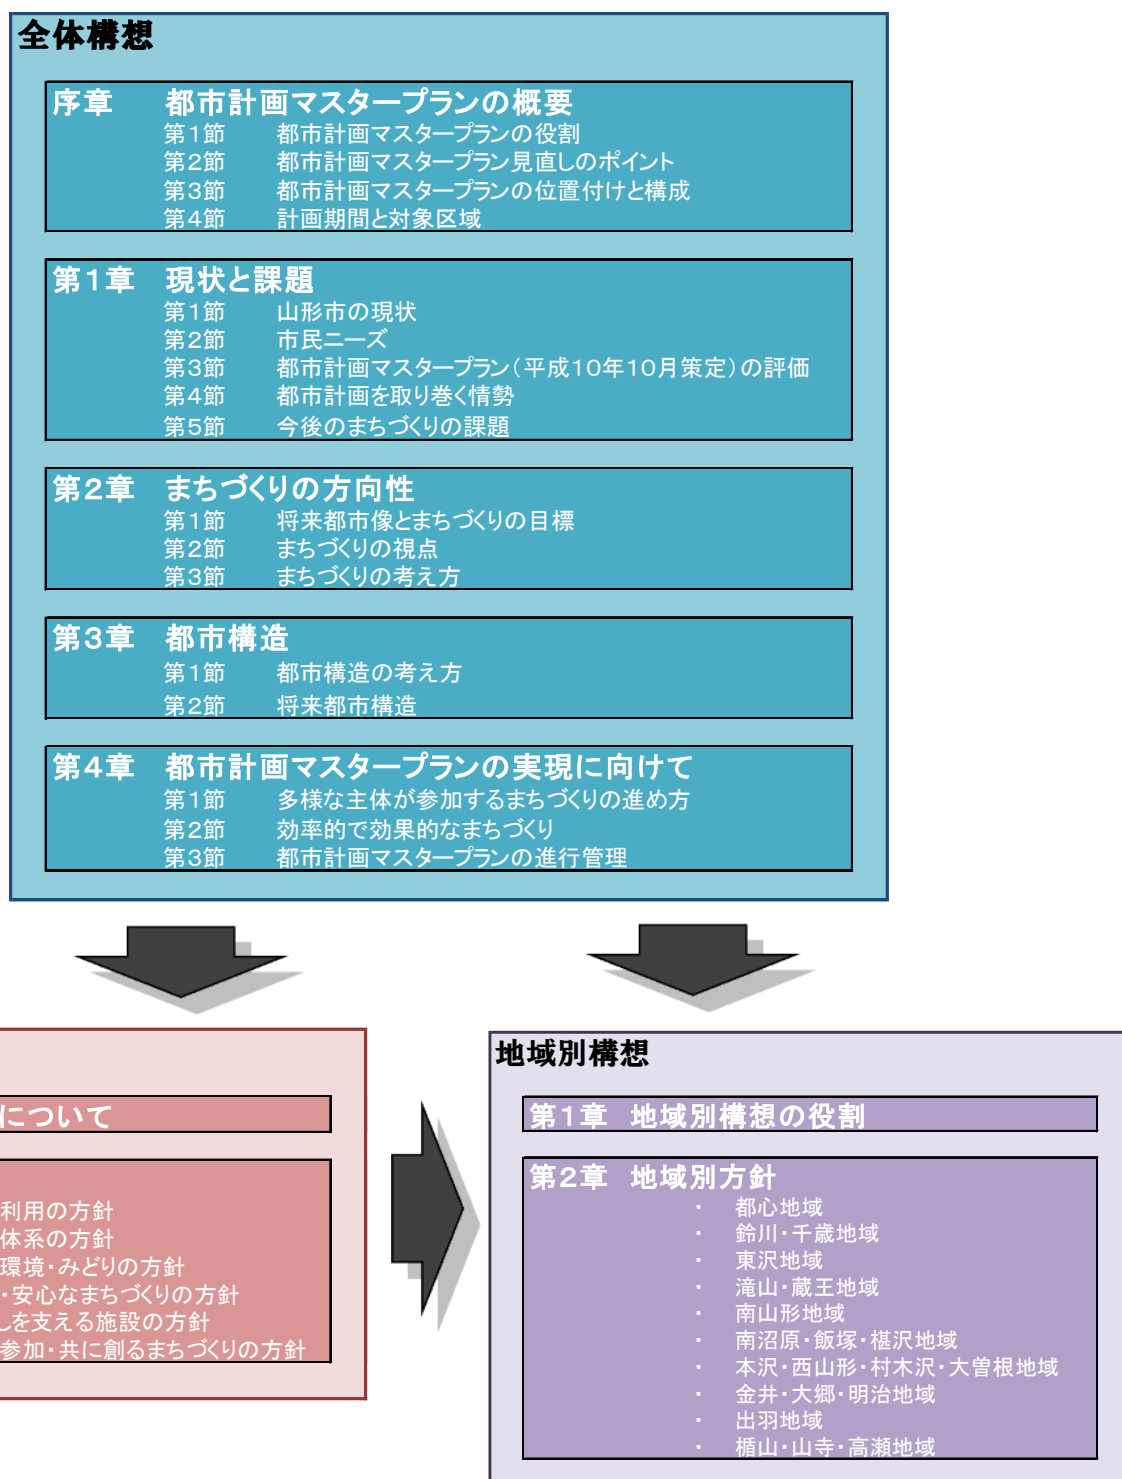 全体構想
序章 都市計画マスタープランの概要
第1節 都市計画マスタープランの役割
第2節 都市計画マスタープラン見直しのポイント
第3節 都市計画マスタープランの位置付けと構成
第4節 計画期間と対象区域
第1章 現状と課題
第1節 山形市の現状
第2節 市民ニーズ
第3節 都市計画マスタープラン(平成10年10月策定)の評価
第4節 都市計画を取り巻く情勢
第5節 今後のまちづくりの課題
第2章 まちづくりの方向性
第1節 将来都市像とまちづくりの目標
第2節 まちづくりの視点
第3節 まちづくりの考え方
第3章 都市構造
第1節 都市構造の考え方
第2節 将来都市構造
第4章 都市計画マスタープランの実現に向けて
第1節 多様な主体が参加するまちづくりの進め方
第2節 効率的で効果的なまちづくり
第3節 都市計画マスタープランの進行管理
について
利用の方針
体系の方針
環境・みどりの方針
・安心なまちづくりの方針
しを支える施設の方針
参加・共に創るまちづくりの方針
地域別構想
第1章 地域別構想の役割
第2章 地域別方針
・ 都心地域
・ 鈴川・千歳地域
・ 東沢地域
・ 滝山・蔵王地域
・ 南山形地域
・ 南沼原・飯塚・椹沢地域
・ 本沢・西山形・村木沢・大曽根地域
・ 金井・大郷・明治地域
・ 出羽地域
・ 楯山・山寺・高瀬地域